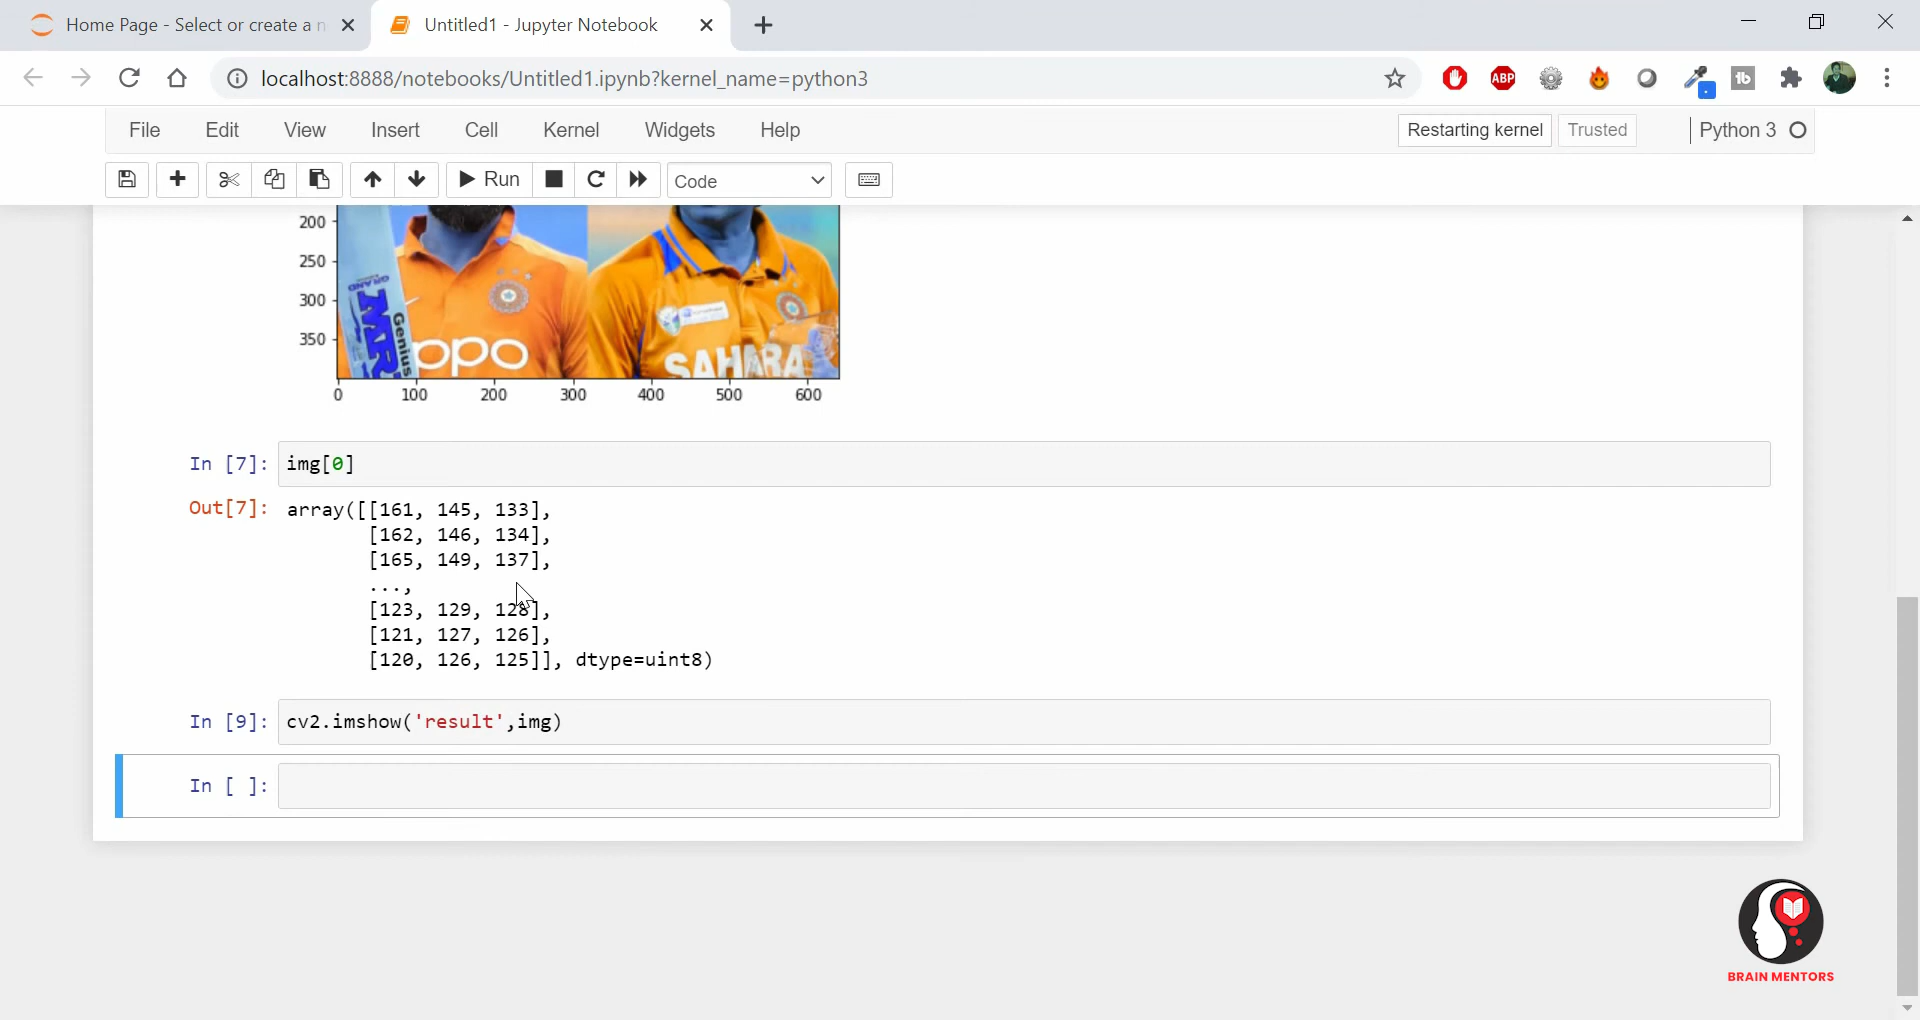 Home Page - Select or create a n
Untitled1 - Jupyter Notebook
localhost:8888/notebooks/Untitled1.ipynb?kernel_name=python3
ABP
File Edit View Insert Cell Kernel Widgets Help
Restarting kernel Trusted Python 3
Run Code
200
250
300
350
GRAND
MRF
Genius
oppo
SAHARA
0 100 200 300 400 500 600
In [7]: img[0]
Out[7]: array([[161, 145, 133],
[162, 146, 134],
[165, 149, 137],
...,
[123, 129, 128],
[121, 127, 126],
[120, 126, 125]], dtype=uint8)
In [9]: cv2.imshow('result',img)
In [ ]:
BRAIN MENTORS